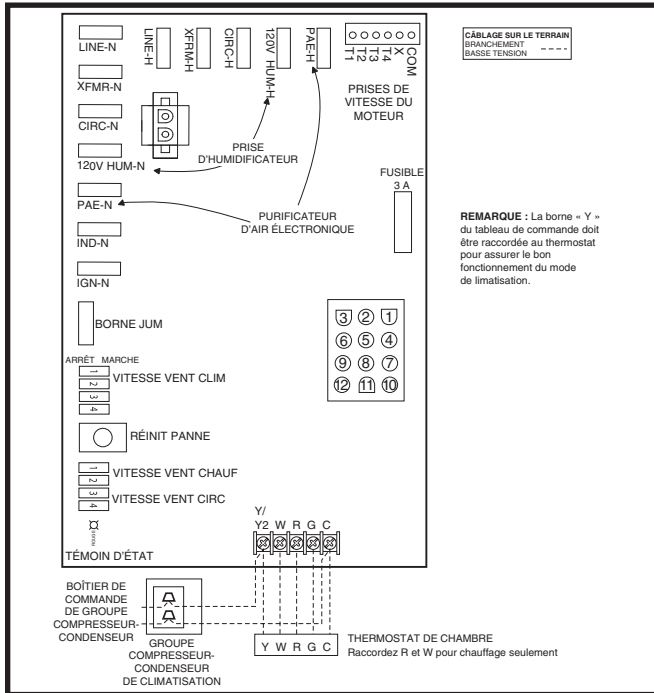 LINE-N
XFMR-N
CIRC-N
120V HUM-N
PAE-N
IND-N
IGN-N
BORNE JUM
LINE-H
XFRM-H
CIRC-H
120V HUM-H
PAE-H
T1 T2 T3 T4 X COM
PRISES DE
VITESSE DU
MOTEUR
PRISE
D'HUMIDIFICATEUR
PURIFICATEUR
D'AIR ÉLECTRONIQUE
FUSIBLE
3 A
CÂBLAGE SUR LE TERRAIN
BRANCHEMENT
BASSE TENSION
REMARQUE : La borne « Y »
du tableau de commande doit
être raccordée au thermostat
pour assurer le bon
fonctionnement du mode
de limatisation.
3 2 1
6 5 4
9 8 7
12 11 10
ARRÊT MARCHE
1
2
3
4
VITESSE VENT CLIM
RÉINIT PANNE
1
2
3
4
VITESSE VENT CHAUF
VITESSE VENT CIRC
TÉMOIN D'ÉTAT
Y/
Y2 W R G C
BOÎTIER DE
COMMANDE
DE GROUPE
COMPRESSEUR-
CONDENSEUR
GROUPE
COMPRESSEUR-
CONDENSEUR
DE CLIMATISATION
Y W R G C
THERMOSTAT DE CHAMBRE
Raccordez R et W pour chauffage seulement